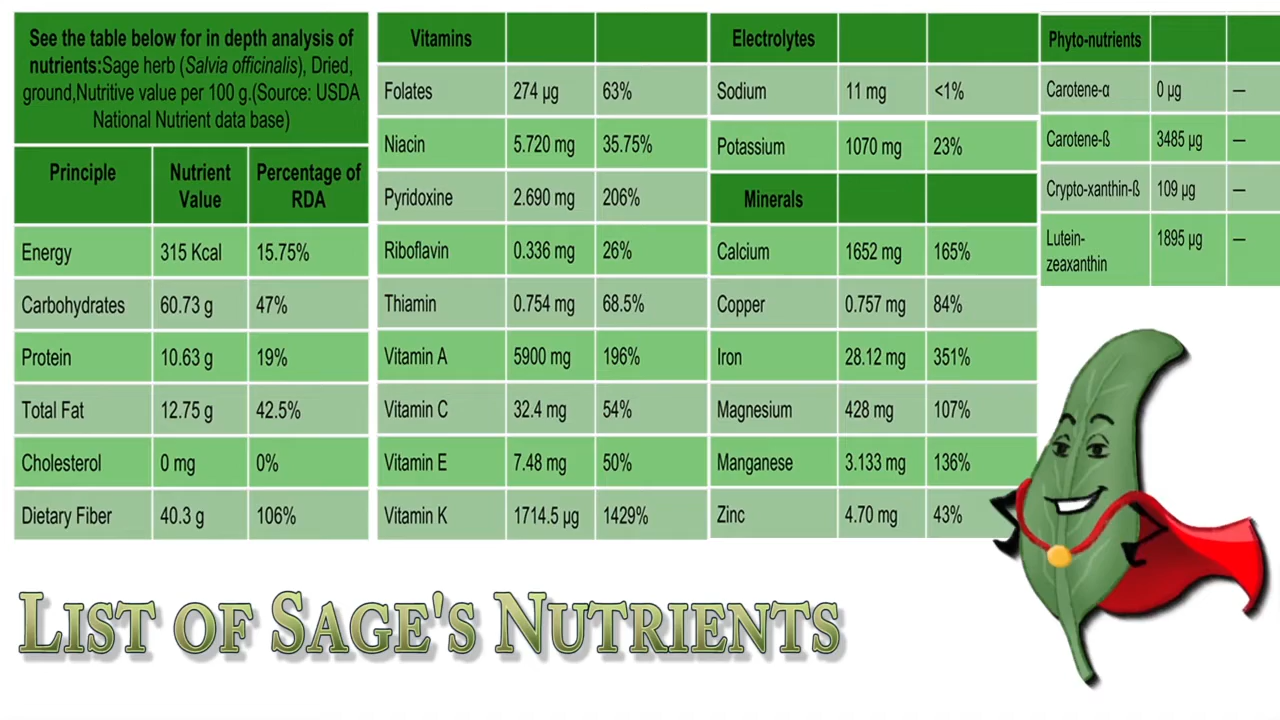 See the table below for in depth analysis of
nutrients:Sage herb (Salvia officinalis), Dried,
ground,Nutritive value per 100 g.(Source: USDA
National Nutrient data base)
Principle Nutrient Value Percentage of RDA
Energy 315 Kcal 15.75%
Carbohydrates 60.73 g 47%
Protein 10.63 g 19%
Total Fat 12.75 g 42.5%
Cholesterol 0 mg 0%
Dietary Fiber 40.3 g 106%
Vitamins
Folates 274 µg 63%
Niacin 5.720 mg 35.75%
Pyridoxine 2.690 mg 206%
Riboflavin 0.336 mg 26%
Thiamin 0.754 mg 68.5%
Vitamin A 5900 mg 196%
Vitamin C 32.4 mg 54%
Vitamin E 7.48 mg 50%
Vitamin K 1714.5 µg 1429%
Electrolytes
Sodium 11 mg <1%
Potassium 1070 mg 23%
Minerals
Calcium 1652 mg 165%
Copper 0.757 mg 84%
Iron 28.12 mg 351%
Magnesium 428 mg 107%
Manganese 3.133 mg 136%
Zinc 4.70 mg 43%
Phyto-nutrients
Carotene-α 0 µg —
Carotene-ß 3485 µg —
Crypto-xanthin-ß 109 µg —
Lutein-
zeaxanthin 1895 µg —
List of Sage's Nutrients